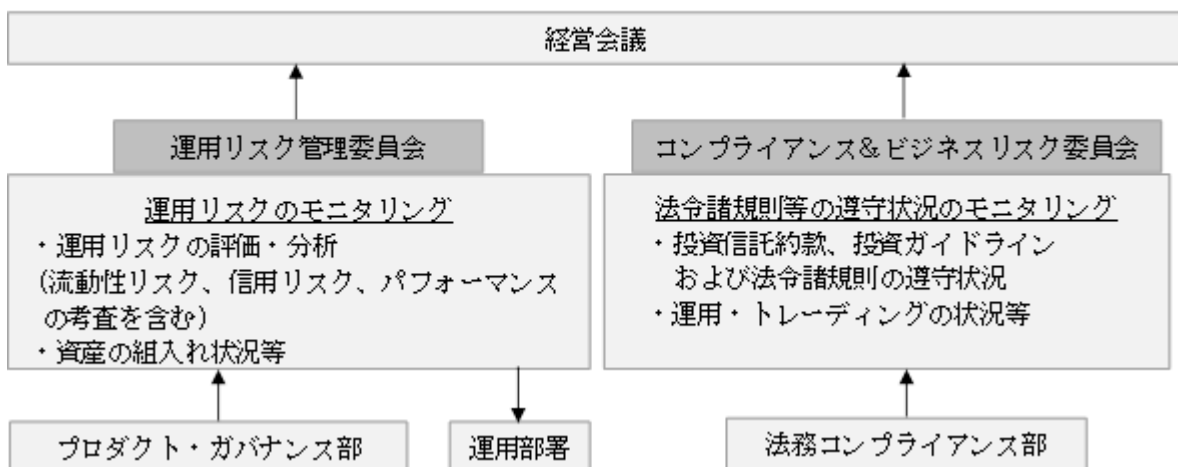 経営会議
運用リスク管理委員会
運用リスクのモニタリング
・運用リスクの評価・分析
(流動性リスク、信用リスク、パフォーマンス
の考査を含む)
・資産の組入れ状況等
プロダクト・ガバナンス部
運用部署
コンプライアンス&ビジネスリスク委員会
法令諸規則等の遵守状況のモニタリング
・投資信託約款、投資ガイドライン
および法令諸規則の遵守状況
・運用・トレーディングの状況等
法務コンプライアンス部